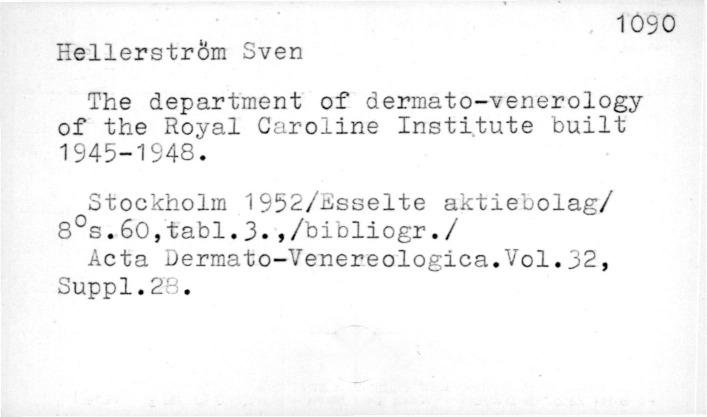 1090
Hellerström Sven
The department of dermato-venerology
of the Royal Caroline Institute built
1945-1948.
Stockholm 1952/Esselte aktiebolag/
8°s.60,tabl.3.,/bibliogr./
Acta Dermato-Venereologica.Vol.32,
Suppl.28.